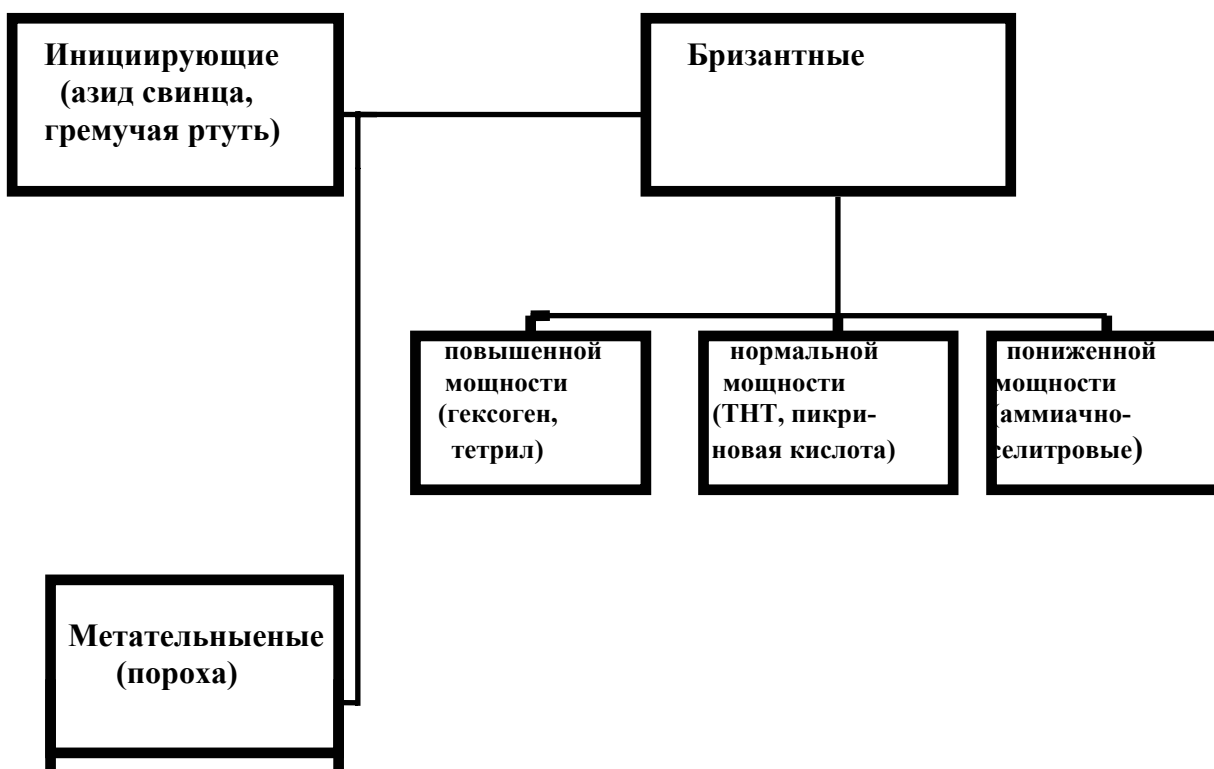 Инициирующие
(азид свинца,
гремучая ртуть)
Бризантные
повышенной
мощности
(гексоген,
тетрил)
нормальной
мощности
(ТНТ, пикри-
новая кислота)
пониженной
мощности
(аммиачно-
селитровые)
Метательныеные
(пороха)